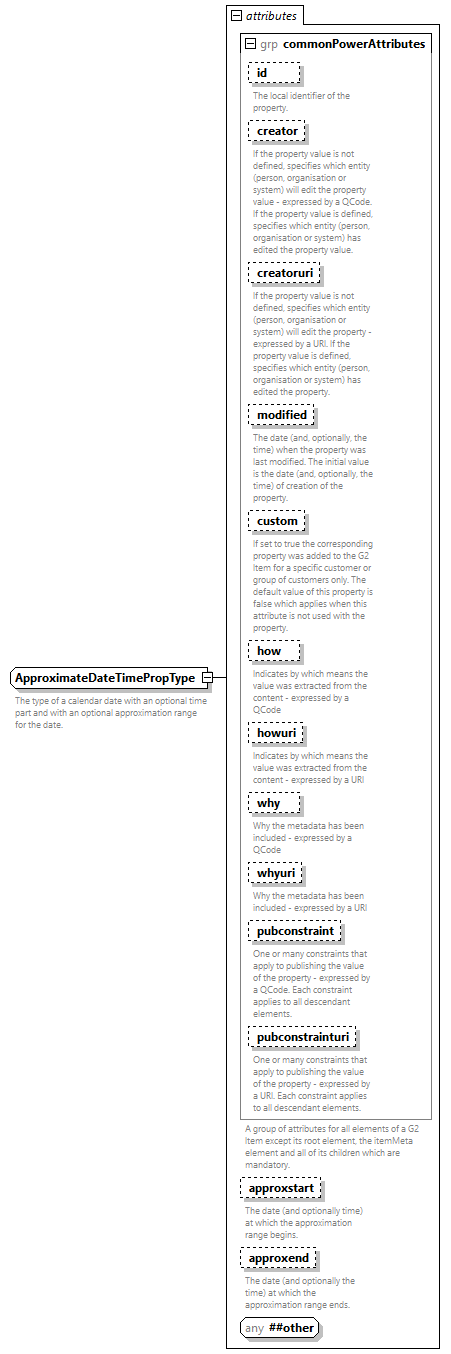 attributes
grp commonPowerAttributes
id
The local identifier of the
property.
creator
If the property value is not
defined, specifies which entity
(person, organisation or
system) will edit the property
value - expressed by a QCode.
If the property value is defined,
specifies which entity (person,
organisation or system) has
edited the property value.
creatoruri
If the property value is not
defined, specifies which entity
(person, organisation or
system) will edit the property -
expressed by a URI. If the
property value is defined,
specifies which entity (person,
organisation or system) has
edited the property.
modified
The date (and, optionally, the
time) when the property was
last modified. The initial value
is the date (and, optionally, the
time) of creation of the
property.
custom
If set to true the corresponding
property was added to the G2
Item for a specific customer or
group of customers only. The
default value of this property is
false which applies when this
attribute is not used with the
property.
how
Indicates by which means the
value was extracted from the
content - expressed by a
QCode
ApproximateDateTimePropType
The type of a calendar date with an optional time
part and with an optional approximation range
for the date.
howuri
Indicates by which means the
value was extracted from the
content - expressed by a URI
why
Why the metadata has been
included - expressed by a
QCode
whyuri
Why the metadata has been
included - expressed by a URI
pubconstraint
One or many constraints that
apply to publishing the value
of the property - expressed by
a QCode. Each constraint
applies to all descendant
elements.
pubconstrainturi
One or many constraints that
apply to publishing the value
of the property - expressed by
a URI. Each constraint applies
to all descendant elements.
A group of attributes for all elements of a G2
Item except its root element, the itemMeta
element and all of its children which are
mandatory.
approxstart
The date (and optionally time)
at which the approximation
range begins.
approxend
The date (and optionally the
time) at which the
approximation range ends.
any ##other